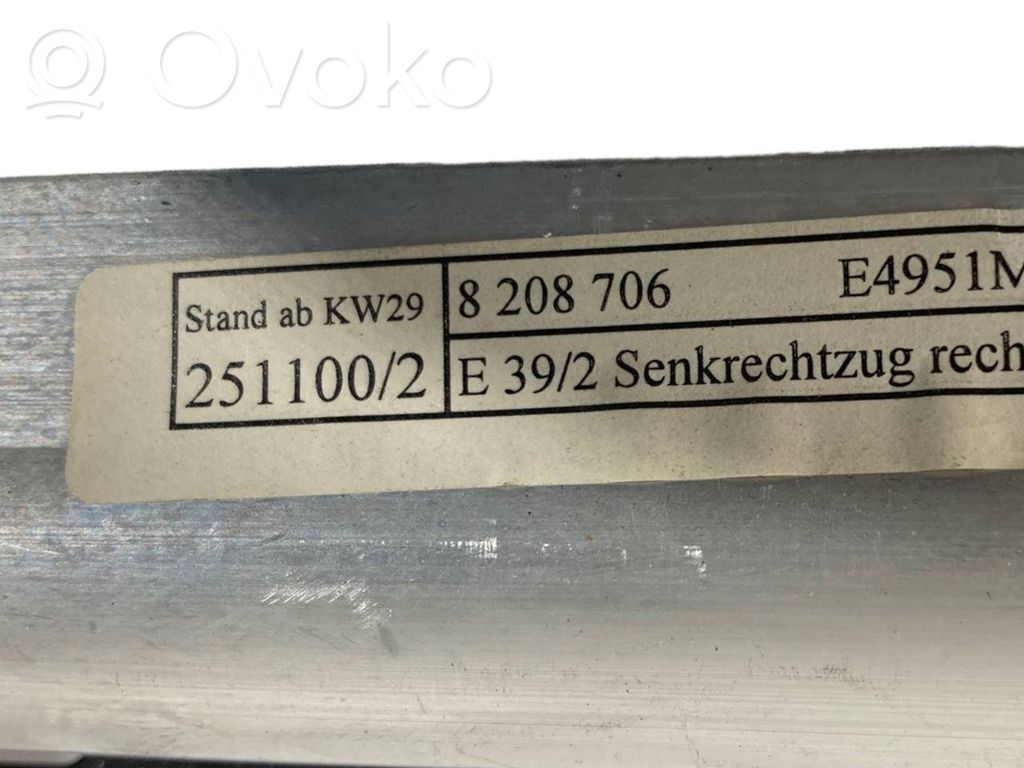 Ovoko
Stand ab KW29
251100/2
8 208 706 E4951M
E 39/2 Senkrechtzug rech